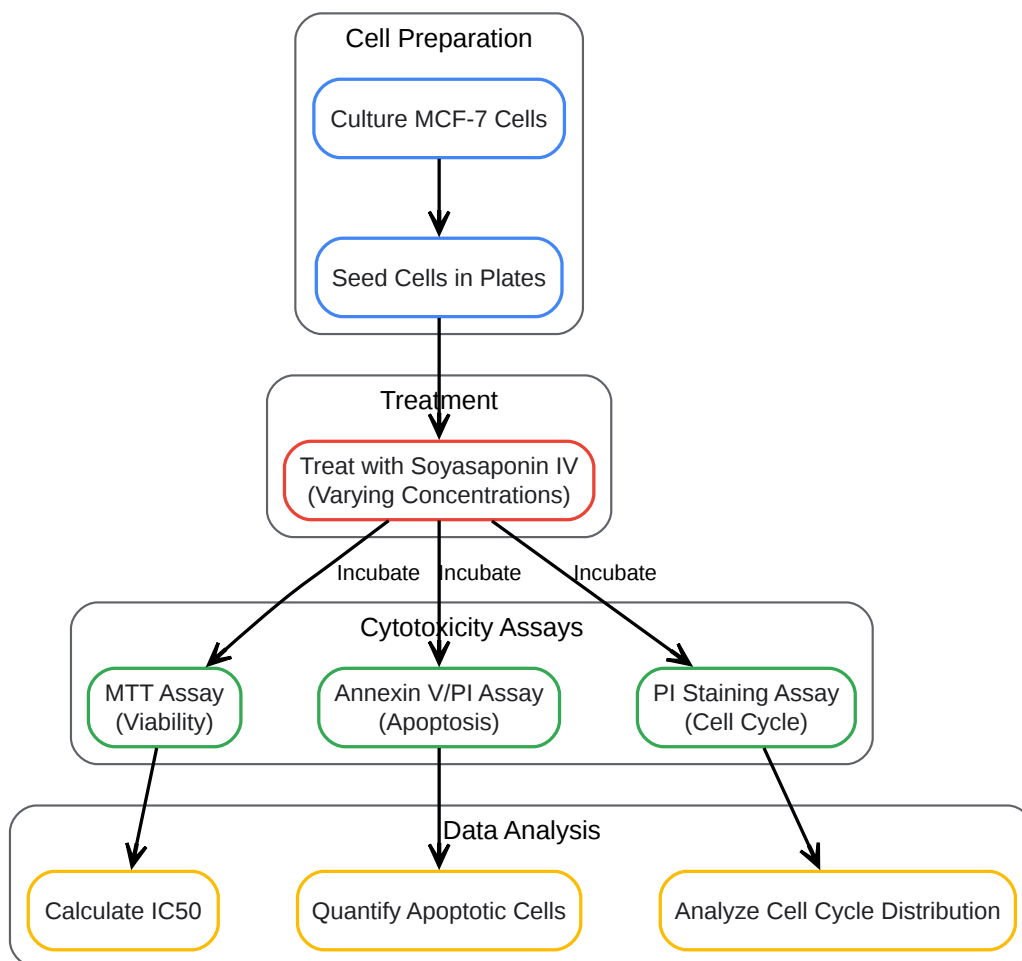 Cell Preparation
Culture MCF-7 Cells
Seed Cells in Plates
Treatment
Treat with Soyasaponin IV
(Varying Concentrations)
Incubate
Incubate
Incubate
Cytotoxicity Assays
MTT Assay
(Viability)
Annexin V/PI Assay
(Apoptosis)
PI Staining Assay
(Cell Cycle)
Data Analysis
Calculate IC50
Quantify Apoptotic Cells
Analyze Cell Cycle Distribution